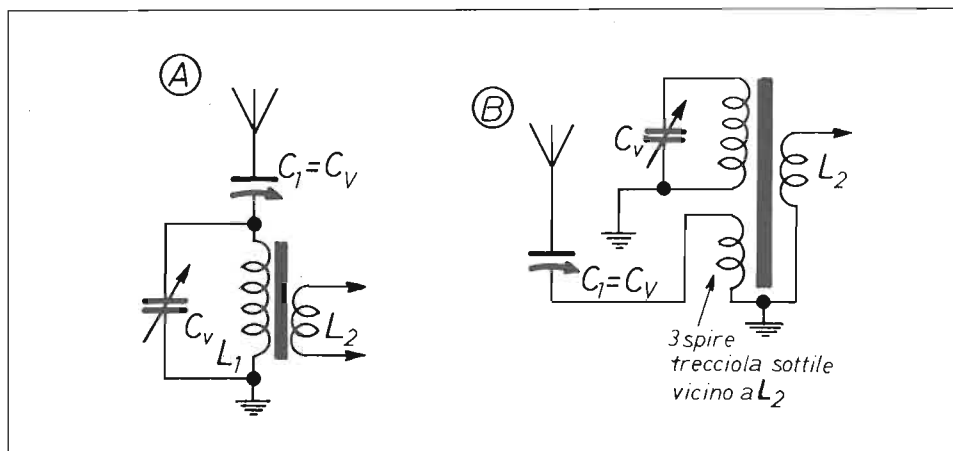 A
C₁=Cᵥ
Cᵥ
L₁
L₂
B
Cᵥ
L₂
C₁=Cᵥ
3 spire
trecciola sottile
vicino a L₂